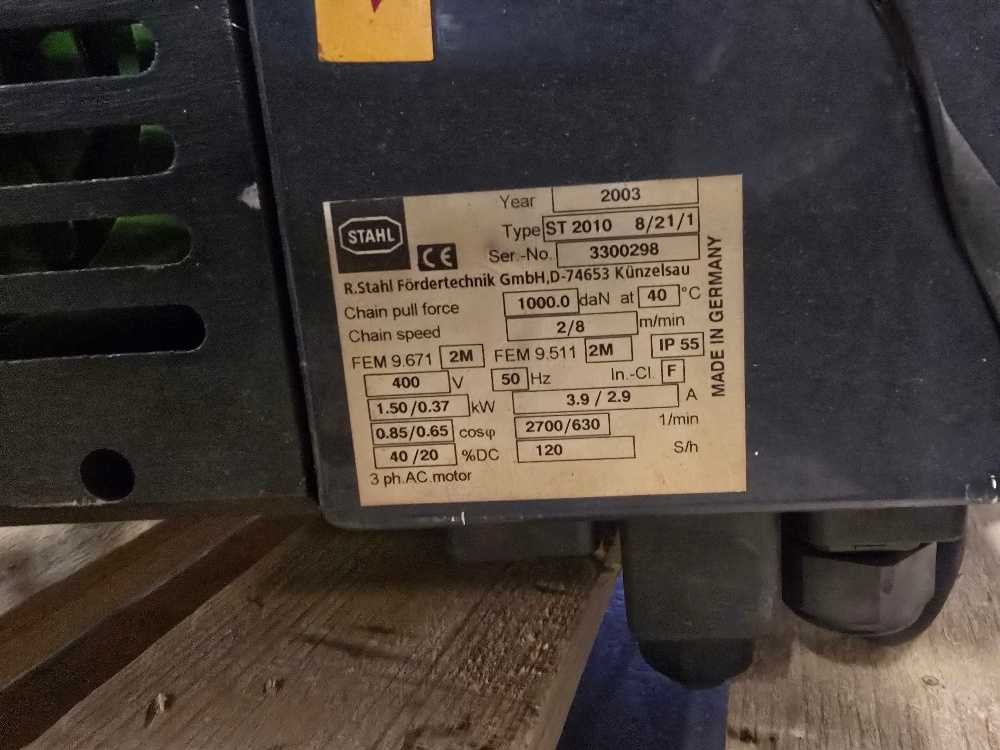 STAHL
CE
Year 2003
Type ST 2010 8/21/1
Ser.-No. 3300298
R.Stahl Fördertechnik GmbH,D-74653 Künzelsau
Chain pull force 1000.0 daN at 40 °C
Chain speed 2/8 m/min
FEM 9.671 2M FEM 9.511 2M IP 55
400 V 50 Hz In.-Cl. F
1.50/0.37 kW 3.9 / 2.9 A
0.85/0.65 cosφ 2700/630 1/min
40 /20 %DC 120 S/h
3 ph.AC.motor
MADE IN GERMANY